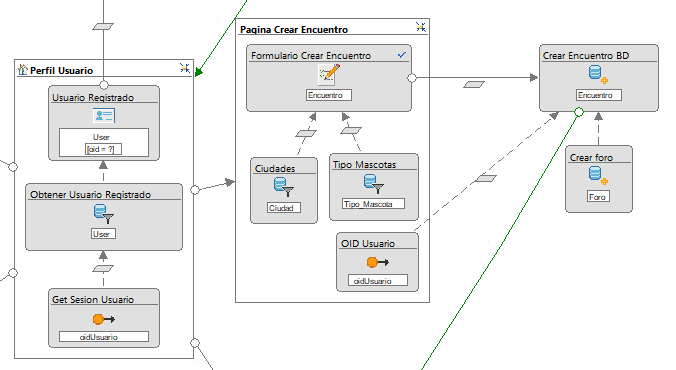 Perfil Usuario
Usuario Registrado
User
[oid = ?]
Obtener Usuario Registrado
User
Get Sesion Usuario
oidUsuario
Pagina Crear Encuentro
Formulario Crear Encuentro
Encuentro
Ciudades
Ciudad
Tipo Mascotas
Tipo_Mascota
OID Usuario
oidUsuario
Crear Encuentro BD
Encuentro
Crear foro
Foro